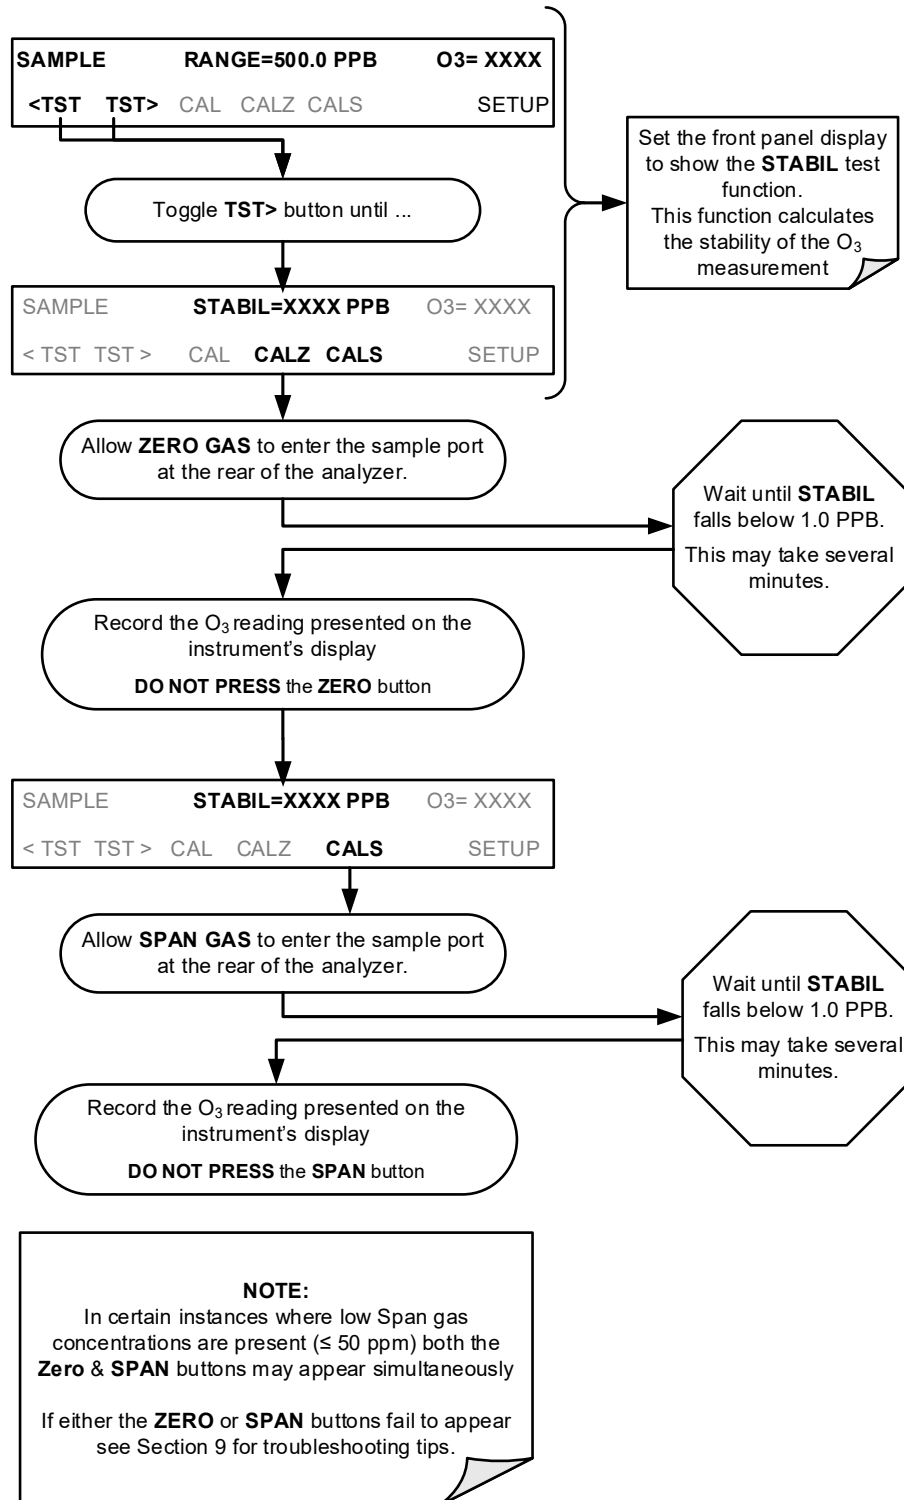 SAMPLE RANGE=500.0 PPB O3= XXXX
<TST TST> CAL CALZ CALS SETUP
Set the front panel display
to show the STABIL test
function.
This function calculates
the stability of the O3
measurement
Toggle TST> button until ...
SAMPLE STABIL=XXXX PPB O3= XXXX
< TST TST > CAL CALZ CALS SETUP
Allow ZERO GAS to enter the sample port
at the rear of the analyzer.
Wait until STABIL
falls below 1.0 PPB.
This may take several
minutes.
Record the O3 reading presented on the
instrument's display
DO NOT PRESS the ZERO button
SAMPLE STABIL=XXXX PPB O3= XXXX
< TST TST > CAL CALZ CALS SETUP
Allow SPAN GAS to enter the sample port
at the rear of the analyzer.
Wait until STABIL
falls below 1.0 PPB.
This may take several
minutes.
Record the O3 reading presented on the
instrument's display
DO NOT PRESS the SPAN button
NOTE:
In certain instances where low Span gas
concentrations are present (≤ 50 ppm) both the
Zero & SPAN buttons may appear simultaneously
If either the ZERO or SPAN buttons fail to appear
see Section 9 for troubleshooting tips.